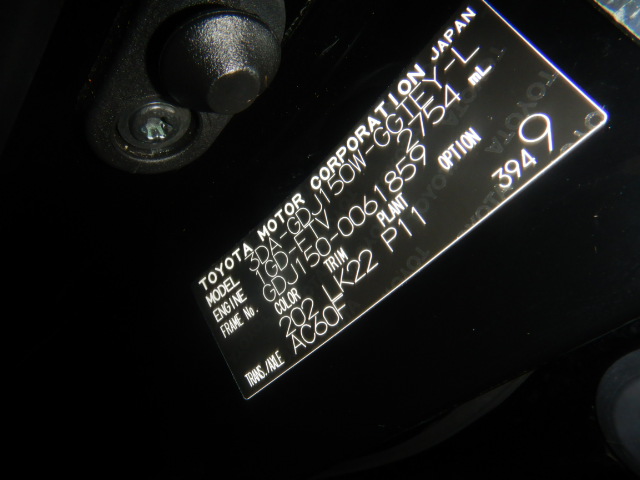 TOYOTA MOTOR CORPORATION JAPAN
MODEL 3DA-GDJ150W-GGTEY-L
ENGINE 1GD-FTV 2754 mL
FRAME No. GDJ150-0061859
COLOR TRIM PLANT OPTION
202 LK22 P11 394 9
TRANS./AXLE AC60F